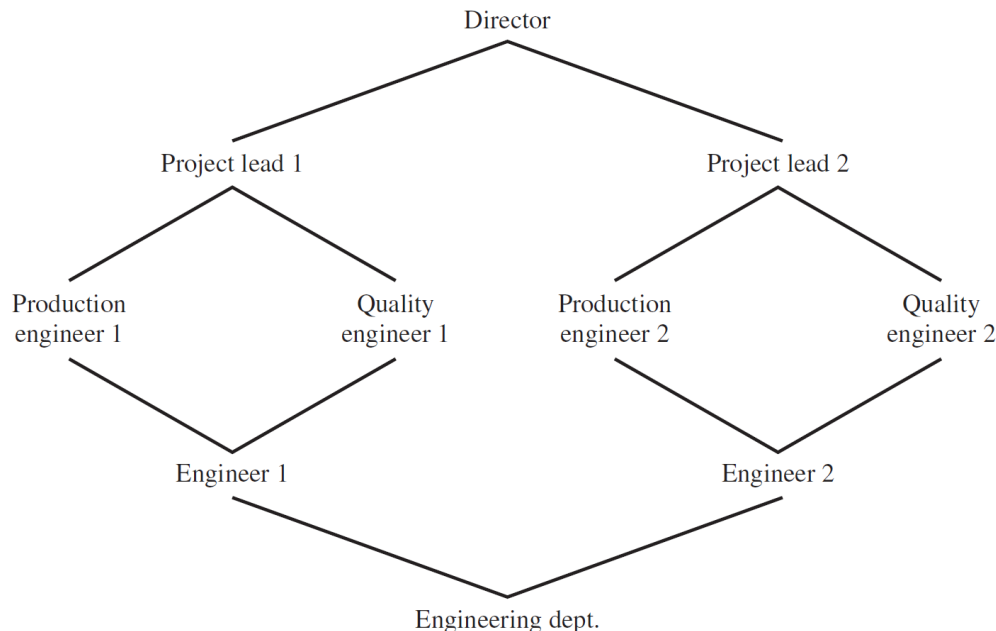 Director
Project lead 1
Project lead 2
Production
engineer 1
Quality
engineer 1
Production
engineer 2
Quality
engineer 2
Engineer 1
Engineer 2
Engineering dept.